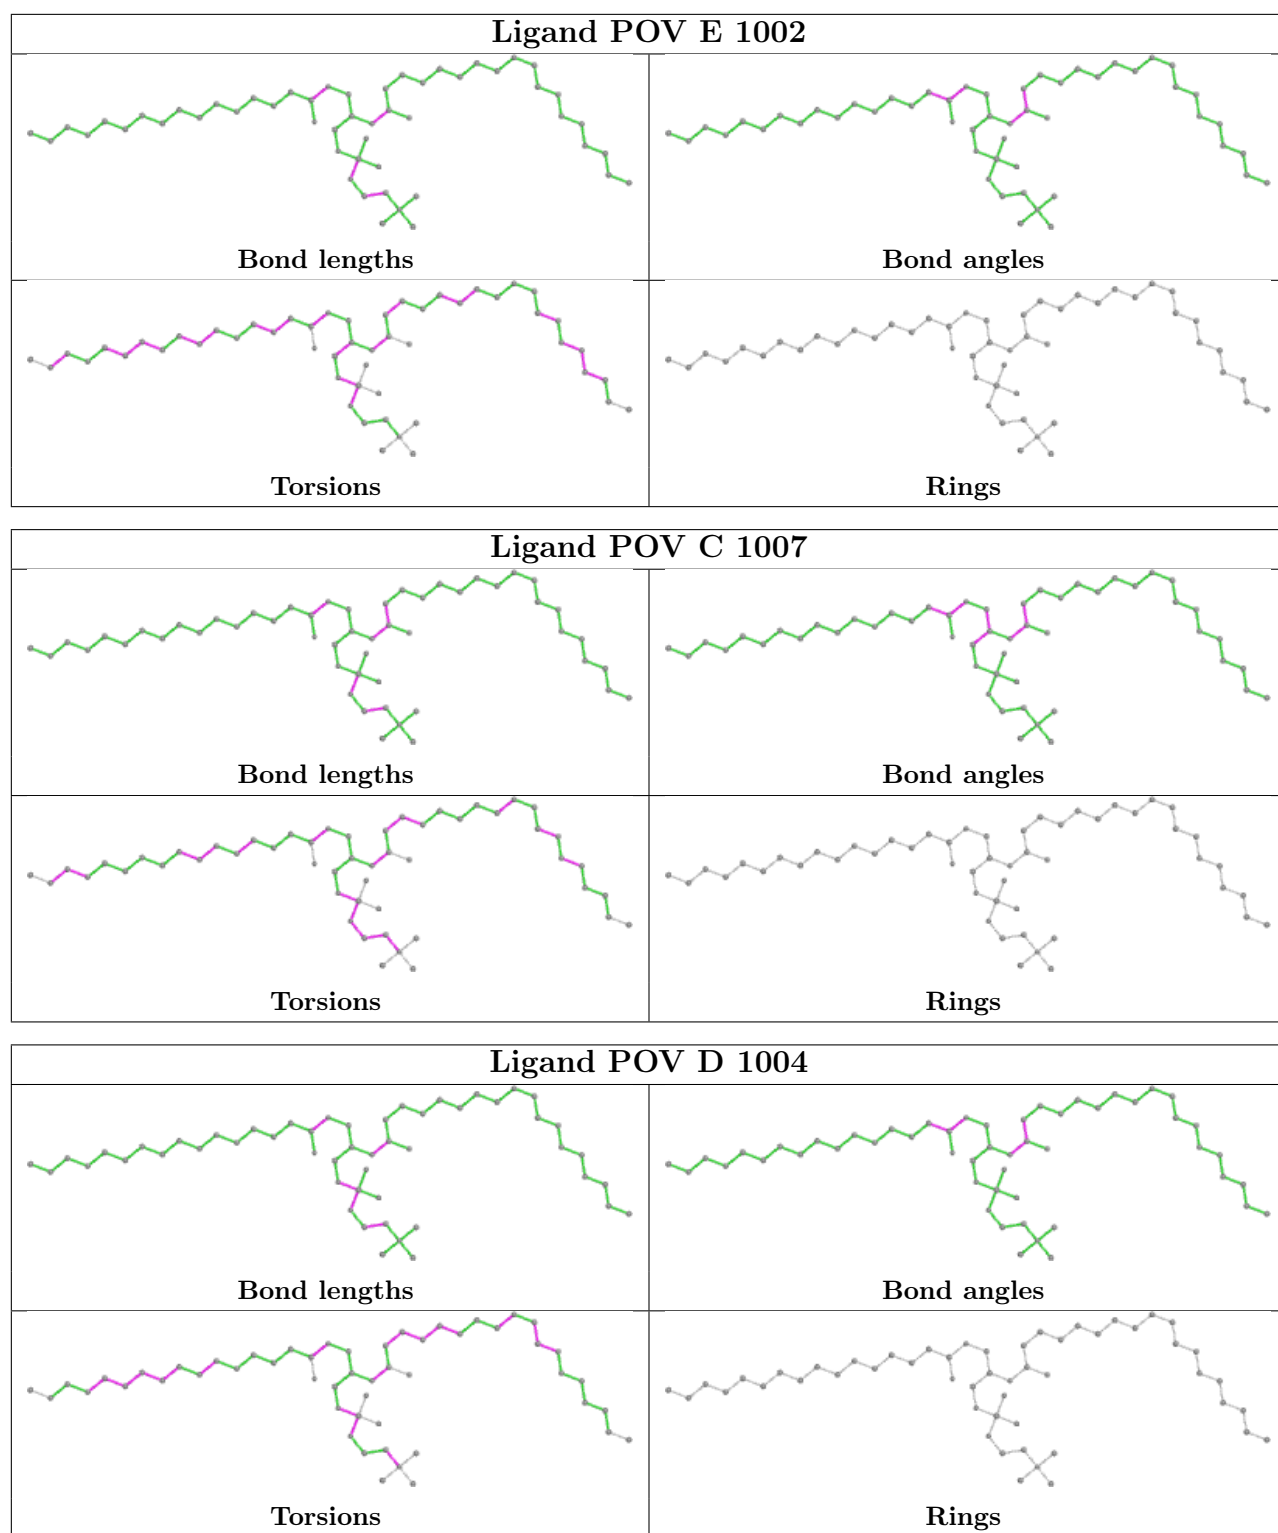 Ligand POV E 1002
Bond lengths
Bond angles
Torsions
Rings
Ligand POV C 1007
Bond lengths
Bond angles
Torsions
Rings
Ligand POV D 1004
Bond lengths
Bond angles
Torsions
Rings